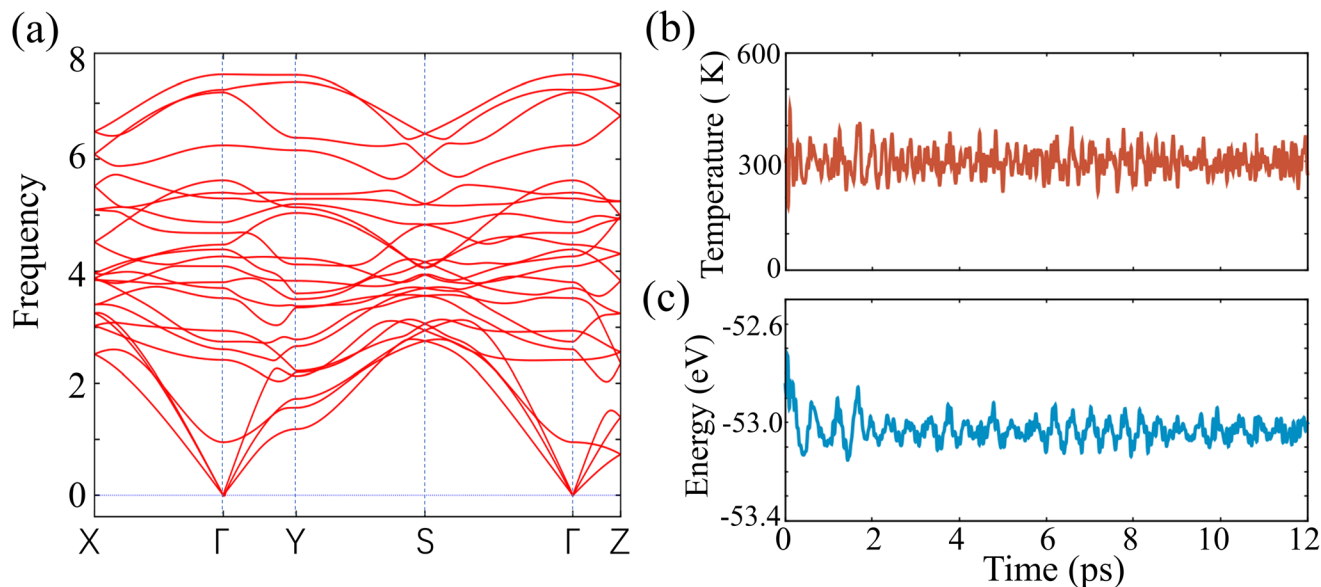 (a)
8
6
4
2
0
Frequency
X Γ Y S Γ Z
(b)
600
300
0
Temperature ( K)
(c)
-52.6
-53.0
-53.4
Energy (eV)
0 2 4 6 8 10 12
Time (ps)